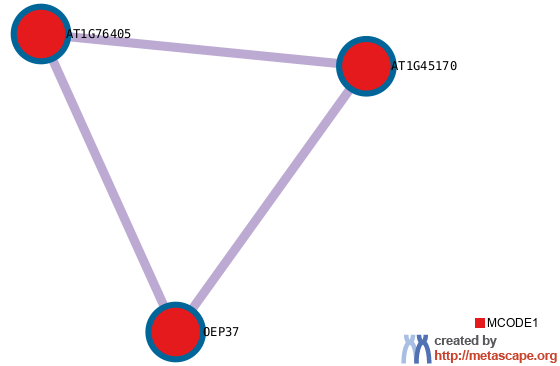 AT1G76405
AT1G45170
OEP37
MCODE1
created by
http://metascape.org